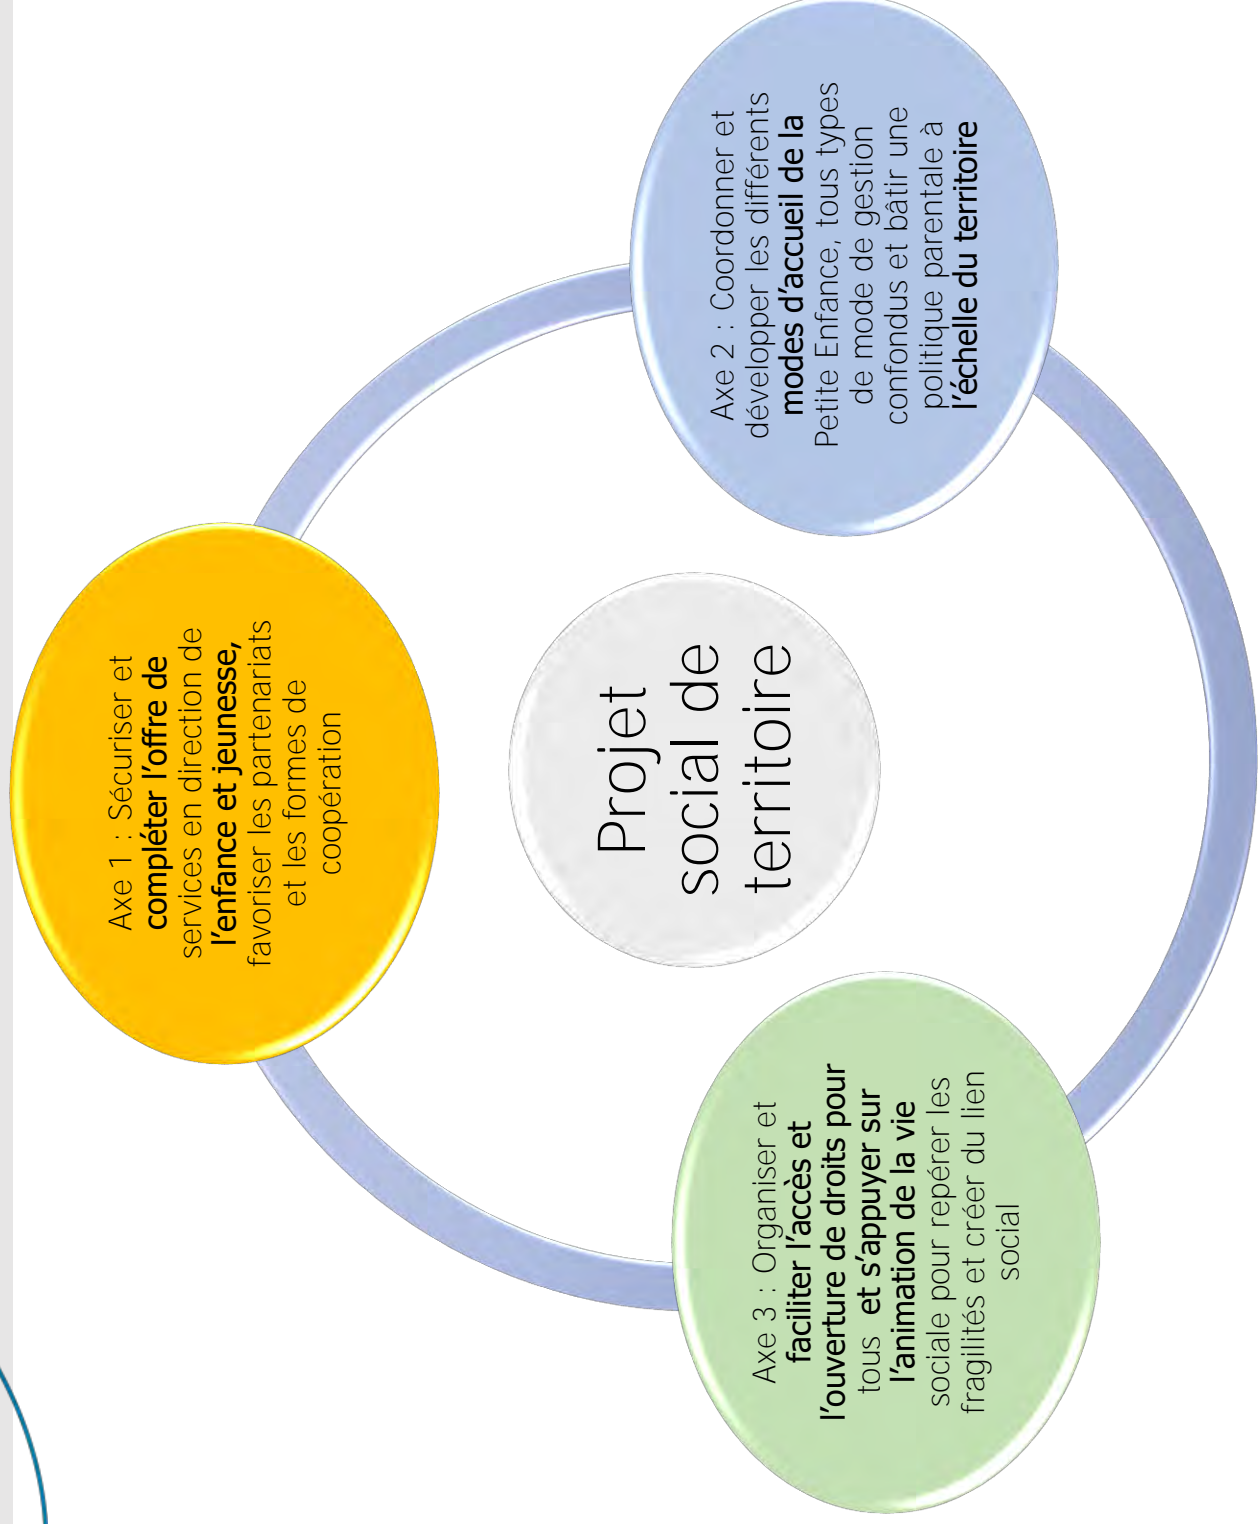 Axe 1 : Sécuriser et
compléter l’offre de
services en direction de
l’enfance et jeunesse,
favoriser les partenariats
et les formes de
coopération
Projet
social de
territoire
Axe 2 : Coordonner et
développer les différents
modes d’accueil de la
Petite Enfance, tous types
de mode de gestion
confondus et bâtir une
politique parentale à
l’échelle du territoire
Axe 3 : Organiser et
faciliter l’accès et
l’ouverture de droits pour
tous et s’appuyer sur
l’animation de la vie
sociale pour repérer les
fragilités et créer du lien
social